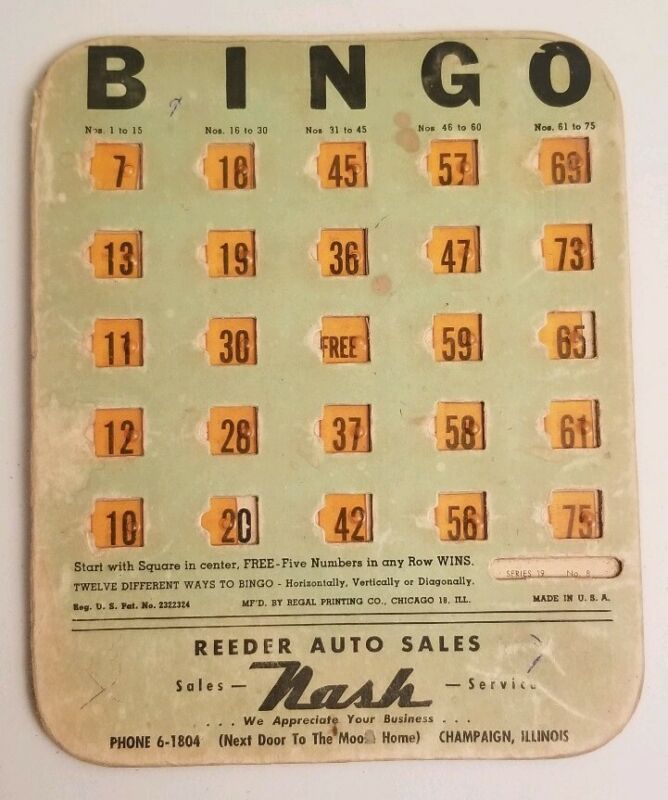 BINGO
Nos. 1 to 15 Nos. 16 to 30 Nos 31 to 45 Nos 46 to 60 Nos. 61 to 75
7 18 45 57 69
13 19 36 47 73
11 30 FREE 59 65
12 28 37 58 61
10 20 42 56 75
Start with Square in center, FREE-Five Numbers in any Row WINS.
SERIES 19 No. 8
TWELVE DIFFERENT WAYS TO BINGO - Horizontally, Vertically or Diagonally.
Reg. U. S. Pat. No. 2322324 MF'D. BY REGAL PRINTING CO., CHICAGO 18, ILL. MADE IN U. S. A.
REEDER AUTO SALES
Sales — Nash — Service
. . . . We Appreciate Your Business . . .
PHONE 6-1804 (Next Door To The Moose Home) CHAMPAIGN, ILLINOIS